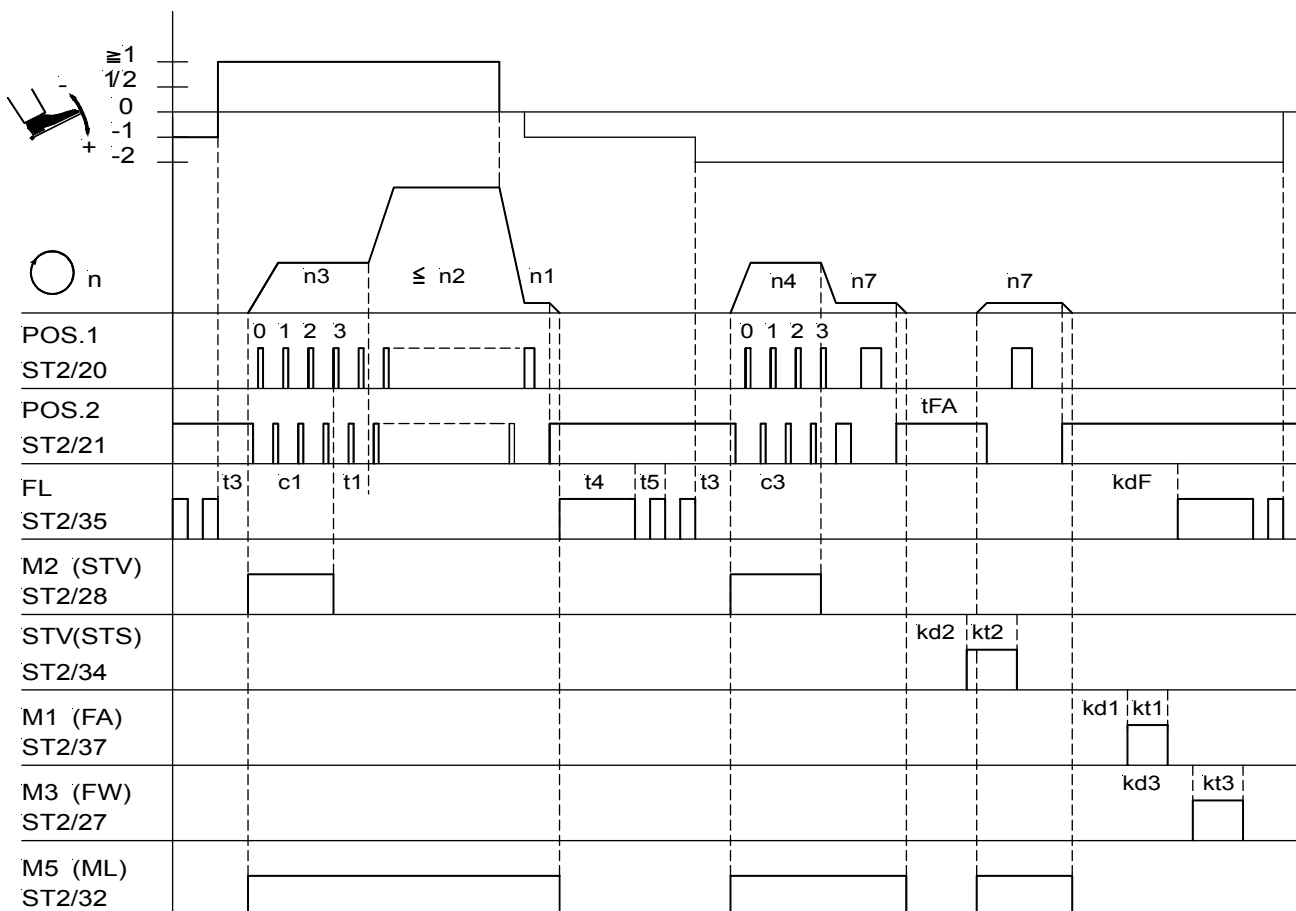 ≧1
1/2
-
0
-1
+
-2
n3
≦ n2
n1
n4
n7
n7
n
POS.1
0 1 2 3
0 1 2 3
ST2/20
POS.2
tFA
ST2/21
FL
t3
c1
t1
t4
t5
t3
c3
kdF
ST2/35
M2 (STV)
ST2/28
STV(STS)
kd2
kt2
ST2/34
M1 (FA)
kd1
kt1
ST2/37
M3 (FW)
kd3
kt3
ST2/27
M5 (ML)
ST2/32